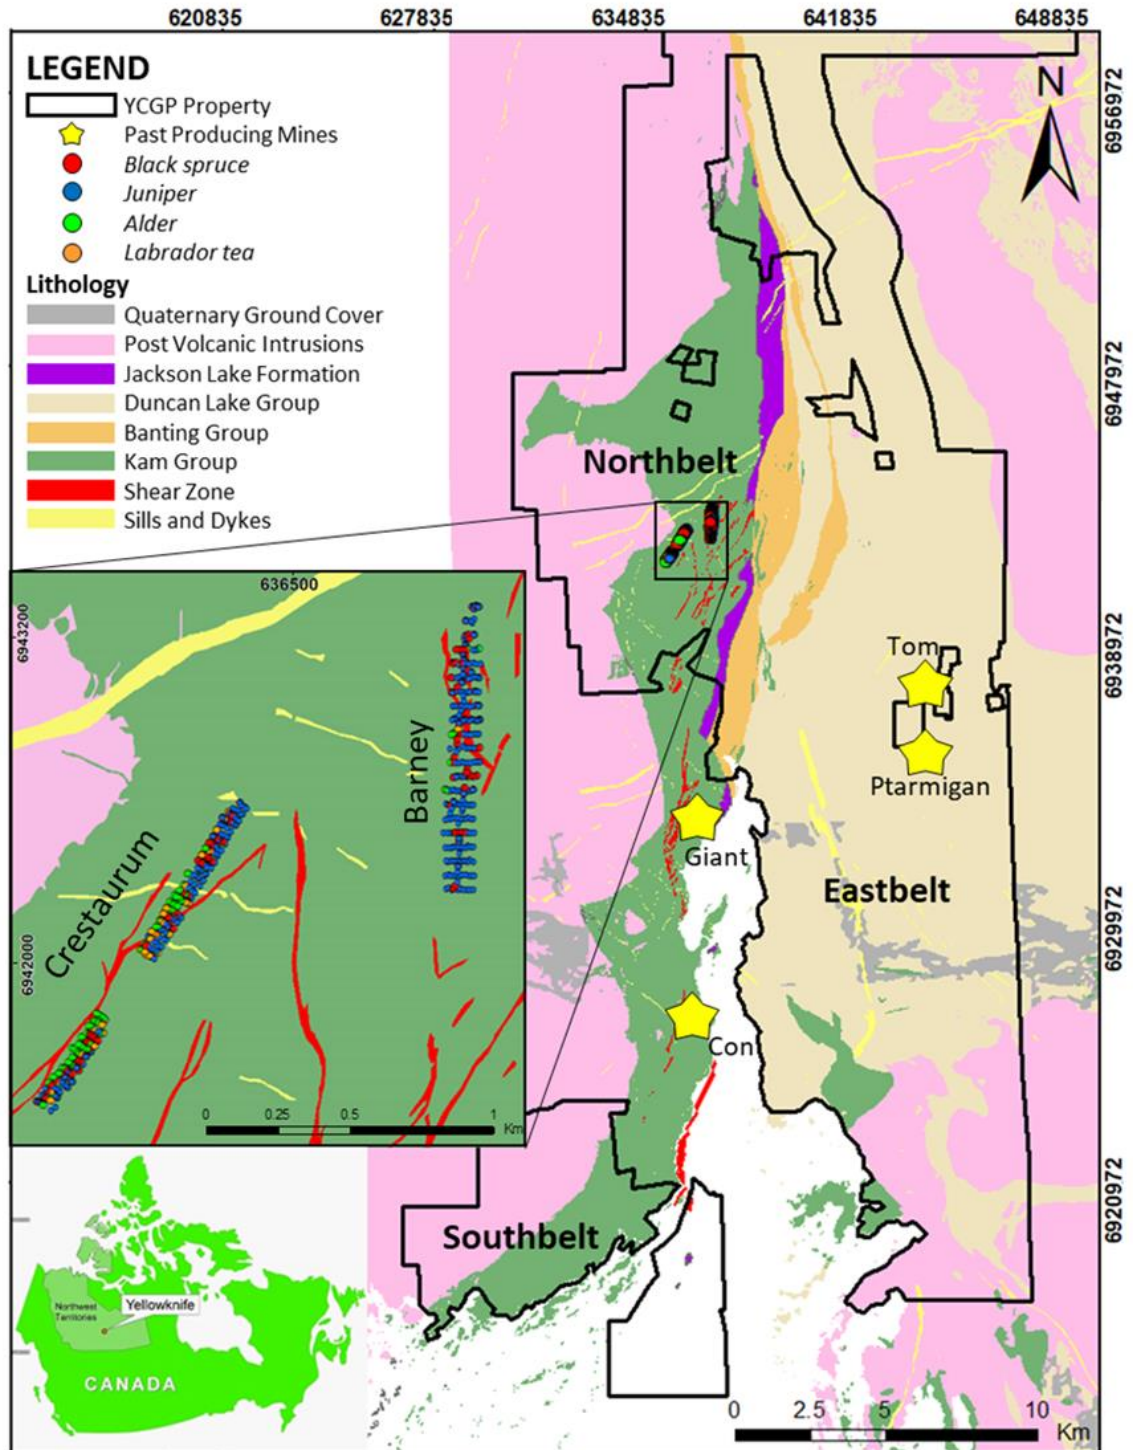 620835 627835 634835 641835 648835
LEGEND
YCGP Property
Past Producing Mines
Black spruce
Juniper
Alder
Labrador tea
Lithology
Quaternary Ground Cover
Post Volcanic Intrusions
Jackson Lake Formation
Duncan Lake Group
Banting Group
Kam Group
Shear Zone
Sills and Dykes
N
6956972
6947972
6938972
6929972
6920972
Northbelt
Tom
Ptarmigan
Giant
Eastbelt
Con
Southbelt
636500
6943200
6942000
Barney
Crestaurum
0 0.25 0.5 1
Km
Northwest
Territories
Yellowknife
CANADA
0 2.5 5 10
Km